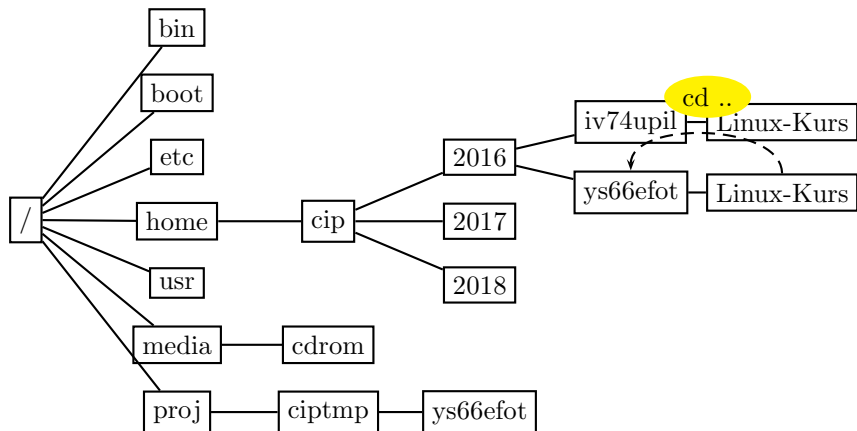 bin
boot
cd ..
iv74upil
Linux-Kurs
etc
2016
ys66efot
Linux-Kurs
/
home
cip
2017
usr
2018
media
cdrom
proj
ciptmp
ys66efot